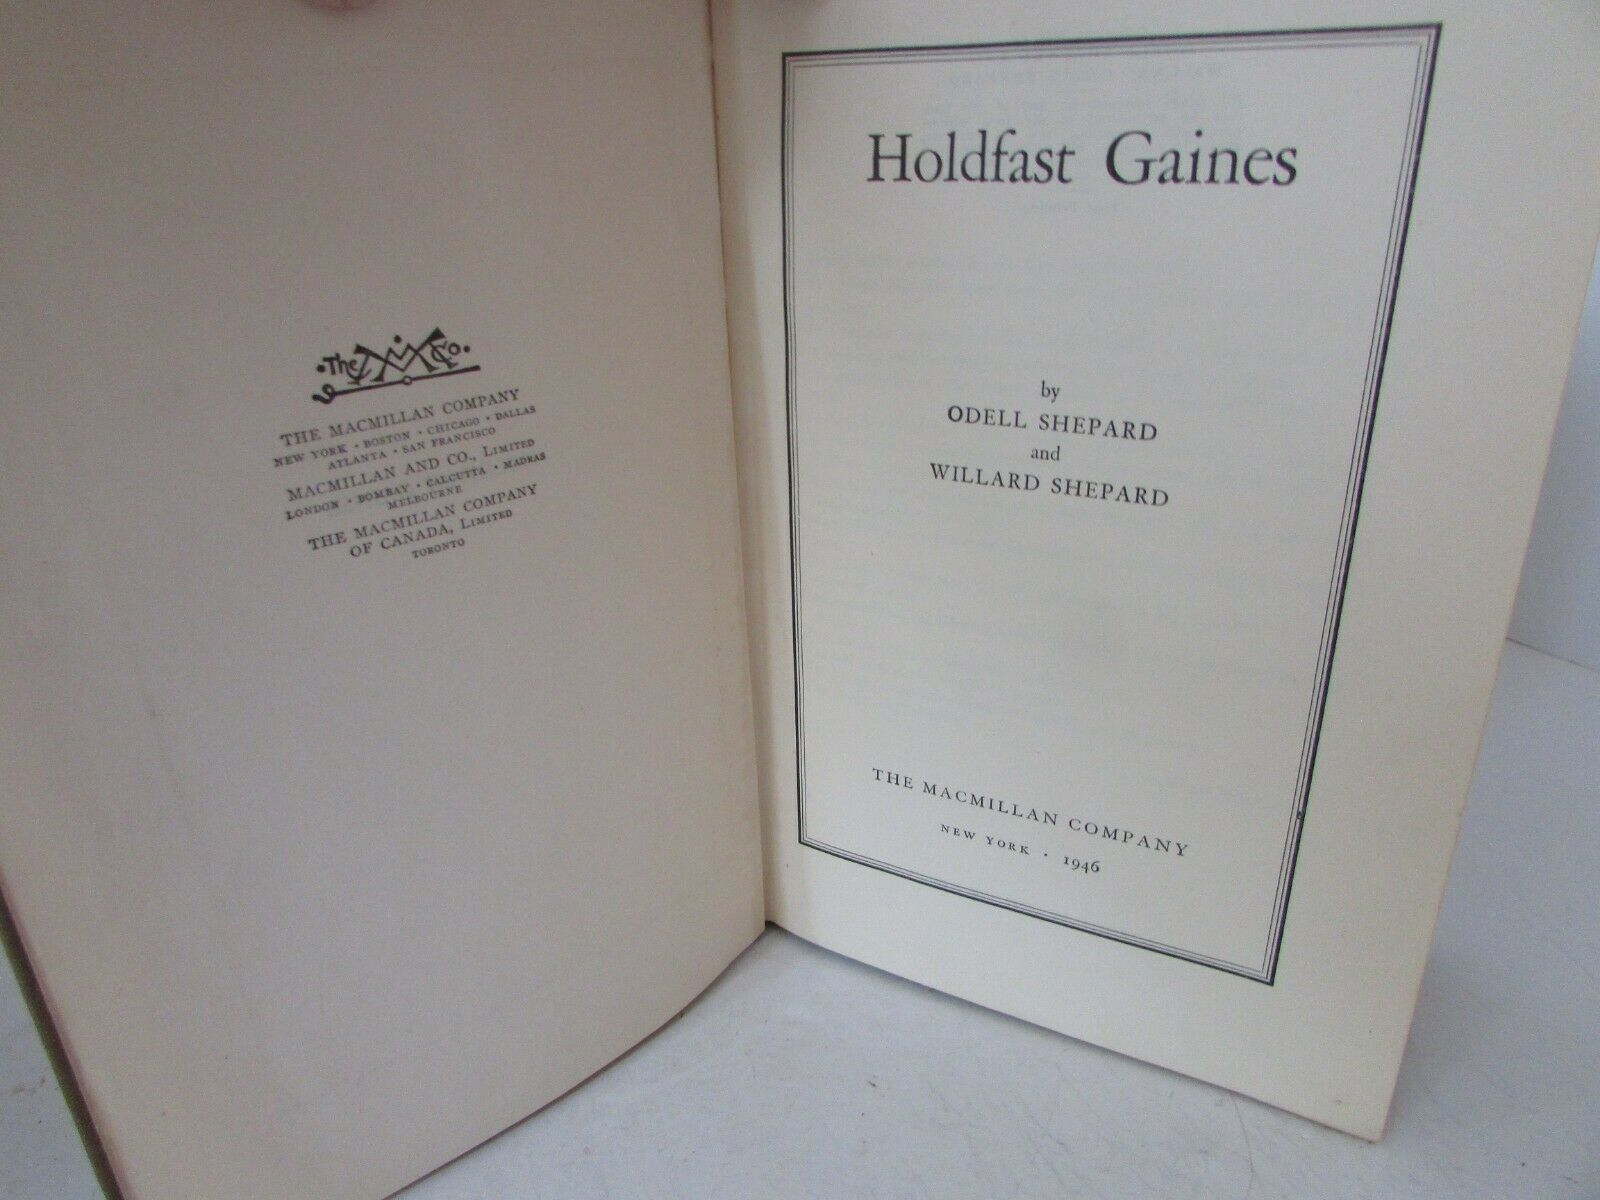 The M Co.
THE MACMILLAN COMPANY
NEW YORK · BOSTON · CHICAGO · DALLAS
ATLANTA · SAN FRANCISCO
MACMILLAN AND CO., LIMITED
LONDON · BOMBAY · CALCUTTA · MADRAS
MELBOURNE
THE MACMILLAN COMPANY
OF CANADA, LIMITED
TORONTO
Holdfast Gaines
by
ODELL SHEPARD
and
WILLARD SHEPARD
THE MACMILLAN COMPANY
NEW YORK · 1946